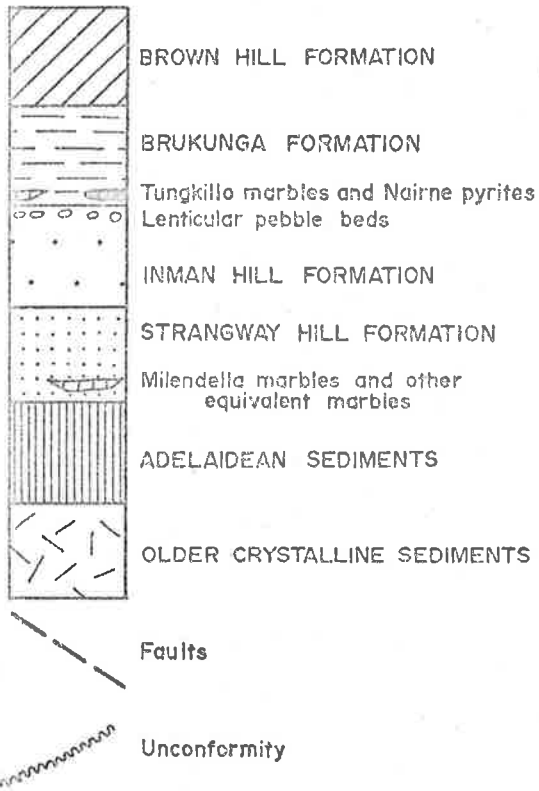 BROWN HILL FORMATION
BRUKUNGA FORMATION
Tungkillo marbles and Nairne pyrites
Lenticular pebble beds
INMAN HILL FORMATION
STRANGWAY HILL FORMATION
Milendella marbles and other
equivalent marbles
ADELAIDEAN SEDIMENTS
OLDER CRYSTALLINE SEDIMENTS
Faults
Unconformity